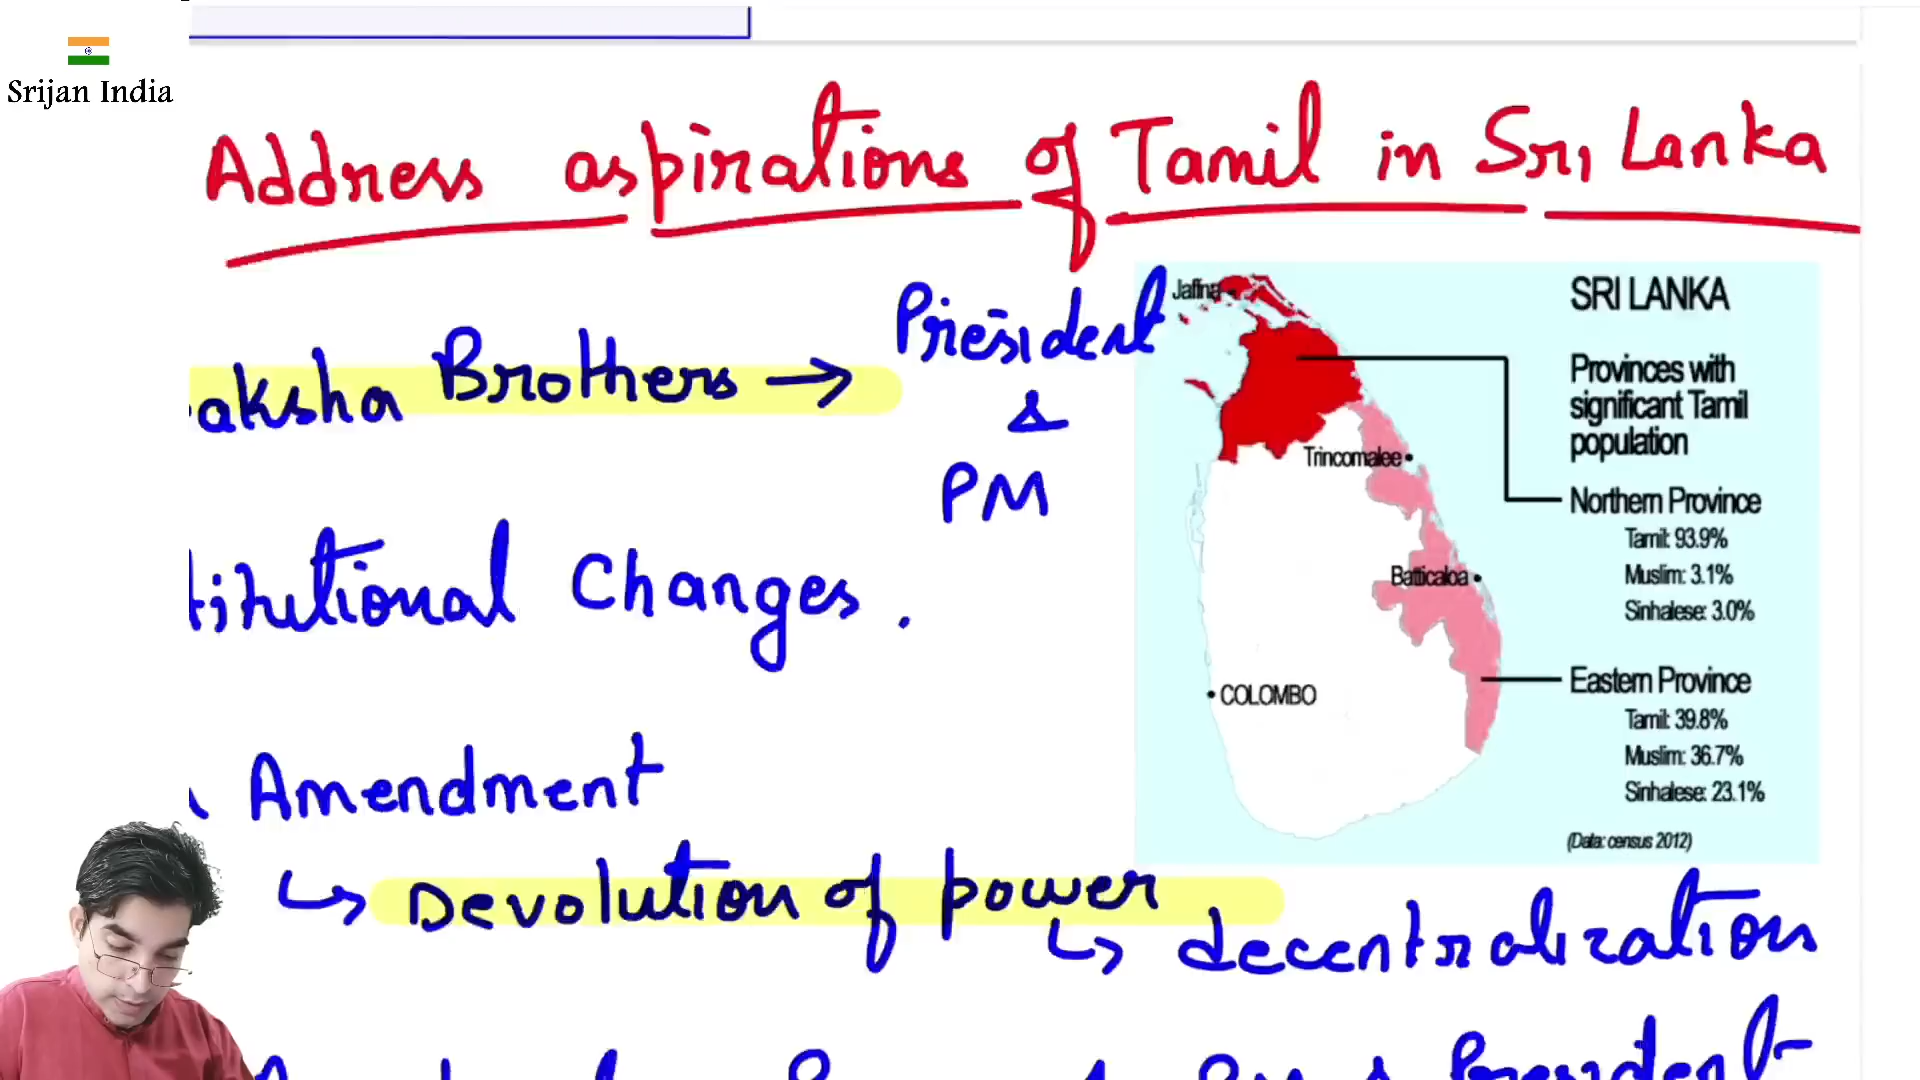 Srijan India
Address aspirations of Tamil in Sri Lanka
aksha Brothers → President
&
PM
titutional Changes.
Amendment
↳ Devolution of power
↳ decentralization
President
Jaffna
Trincomalee
Batticaloa
COLOMBO
SRI LANKA
Provinces with
significant Tamil
population
Northern Province
Tamil: 93.9%
Muslim: 3.1%
Sinhalese: 3.0%
Eastern Province
Tamil: 39.8%
Muslim: 36.7%
Sinhalese: 23.1%
(Data: census 2012)